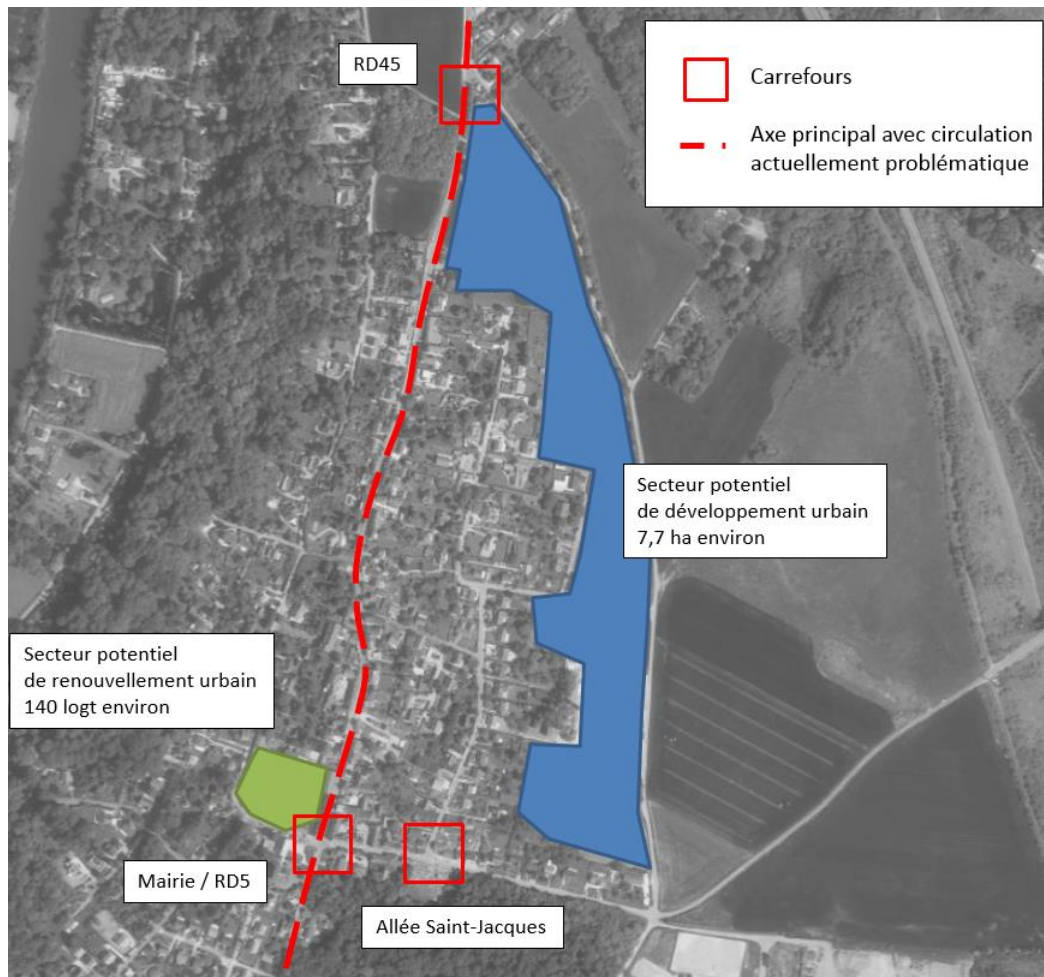 RD45
Carrefours
Axe principal avec circulation
actuellement problématique
Secteur potentiel
de développement urbain
7,7 ha environ
Secteur potentiel
de renouvellement urbain
140 logt environ
Mairie / RD5
Allée Saint-Jacques